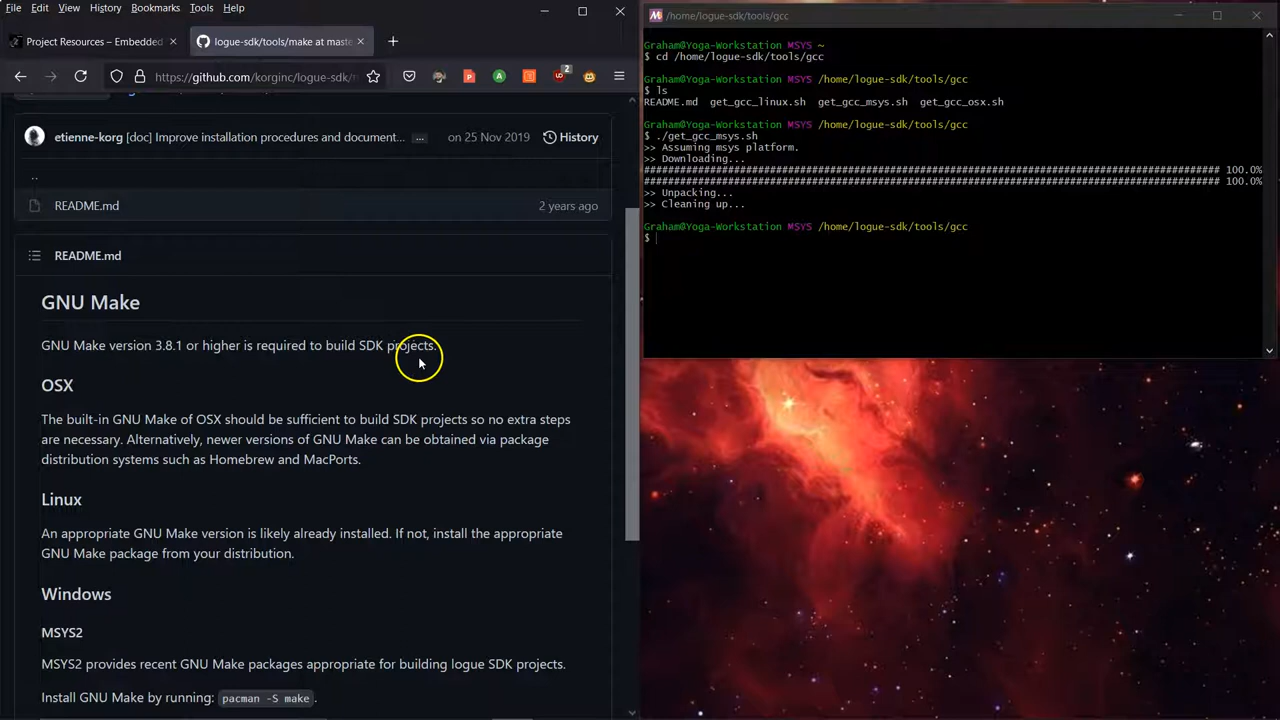 File Edit View History Bookmarks Tools Help
Project Resources – Embedded
logue-sdk/tools/make at maste
https://github.com/korginc/logue-sdk/
2
etienne-korg [doc] Improve installation procedures and document... ... on 25 Nov 2019 History
..
README.md 2 years ago
README.md
GNU Make
GNU Make version 3.8.1 or higher is required to build SDK projects.
OSX
The built-in GNU Make of OSX should be sufficient to build SDK projects so no extra steps
are necessary. Alternatively, newer versions of GNU Make can be obtained via package
distribution systems such as Homebrew and MacPorts.
Linux
An appropriate GNU Make version is likely already installed. If not, install the appropriate
GNU Make package from your distribution.
Windows
MSYS2
MSYS2 provides recent GNU Make packages appropriate for building logue SDK projects.
Install GNU Make by running: pacman -S make .
/home/logue-sdk/tools/gcc
Graham@Yoga-Workstation MSYS ~
$ cd /home/logue-sdk/tools/gcc
Graham@Yoga-Workstation MSYS /home/logue-sdk/tools/gcc
$ ls
README.md get_gcc_linux.sh get_gcc_msys.sh get_gcc_osx.sh
Graham@Yoga-Workstation MSYS /home/logue-sdk/tools/gcc
$ ./get_gcc_msys.sh
>> Assuming msys platform.
>> Downloading...
######################################################################## 100.0%
######################################################################## 100.0%
>> Unpacking...
>> Cleaning up...
Graham@Yoga-Workstation MSYS /home/logue-sdk/tools/gcc
$